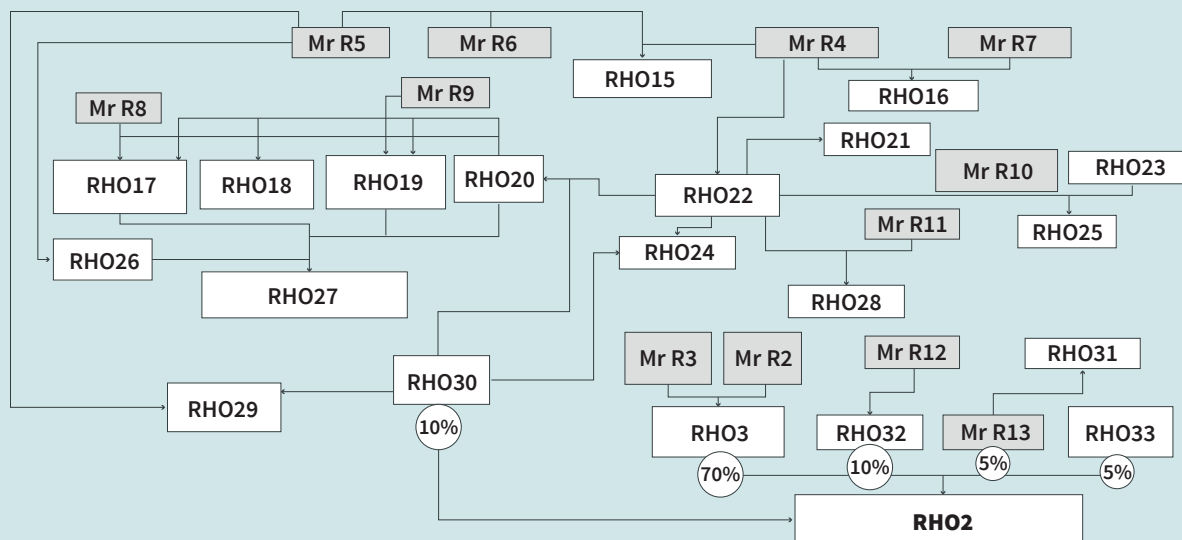 Mr R5
Mr R6
Mr R4
Mr R7
RHO15
RHO16
Mr R8
Mr R9
RHO21
RHO17
RHO18
RHO19
RHO20
RHO22
Mr R10
RHO23
Mr R11
RHO25
RHO26
RHO24
RHO27
RHO28
Mr R3
Mr R2
Mr R12
RHO31
RHO30
RHO29
10%
RHO3
RHO32
Mr R13
RHO33
70%
10%
5%
5%
RHO2